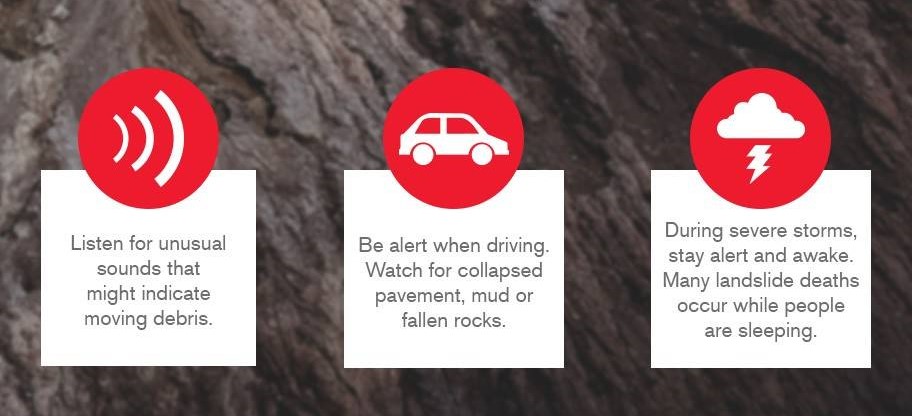 Listen for unusual
sounds that
might indicate
moving debris.
Be alert when driving.
Watch for collapsed
pavement, mud or
fallen rocks.
During severe storms,
stay alert and awake.
Many landslide deaths
occur while people
are sleeping.